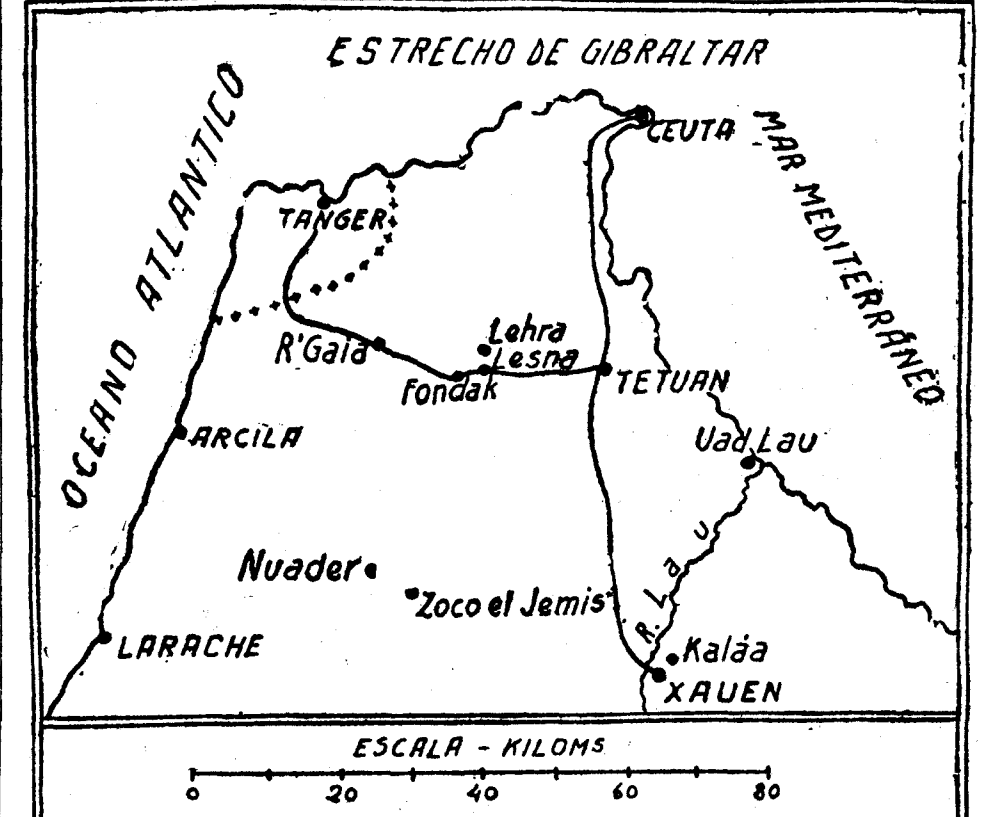 ESTRECHO DE GIBRALTAR
OCEANO ATLANTICO
MAR MEDITERRÁNEO
CEUTA
TANGER
R'Gaia
Lehra
Lesna
Fondak
TETUAN
ARCILA
Uad Lau
Nuader
Zoco el Jemis
R. Lau
LARACHE
Kaláa
XAUEN
ESCALA - KILOMS
0 20 40 60 80